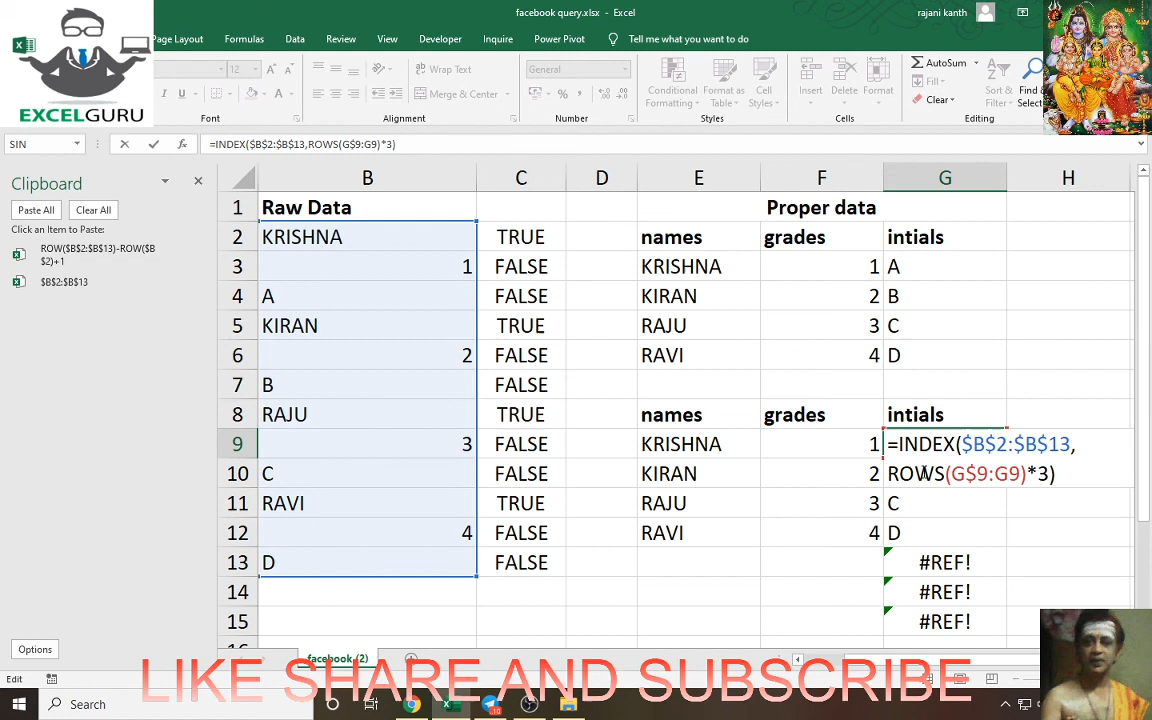 facebook query.xlsx - Excel
rajani kanth
Page Layout
Formulas
Data
Review
View
Developer
Inquire
Power Pivot
Tell me what you want to do
EXCELGURU
12
A
A
Wrap Text
General
AutoSum
Fill
Clear
U
A
Merge & Center
%
Conditional
Formatting
Format as
Table
Cell
Styles
Insert
Delete
Format
Sort &
Filter
Find
Select
Font
Alignment
Number
Styles
Cells
Editing
SIN
fx
=INDEX($B$2:$B$13,ROWS(G$9:G9)*3)
Clipboard
Paste All
Clear All
Click an Item to Paste:
ROW($B$2:$B$13)-ROW($B
$2)+1
$B$2:$B$13
Options
B C D E F G H
1 Raw Data Proper data
2 KRISHNA TRUE names grades intials
3 1 FALSE KRISHNA 1 A
4 A FALSE KIRAN 2 B
5 KIRAN TRUE RAJU 3 C
6 2 FALSE RAVI 4 D
7 B FALSE
8 RAJU TRUE names grades intials
9 3 FALSE KRISHNA 1 =INDEX($B$2:$B$13,
10 C FALSE KIRAN 2 ROWS(G$9:G9)*3)
11 RAVI TRUE RAJU 3 C
12 4 FALSE RAVI 4 D
13 D FALSE #REF!
14 #REF!
15 #REF!
facebook (2)
LIKE SHARE AND SUBSCRIBE
Edit
Search